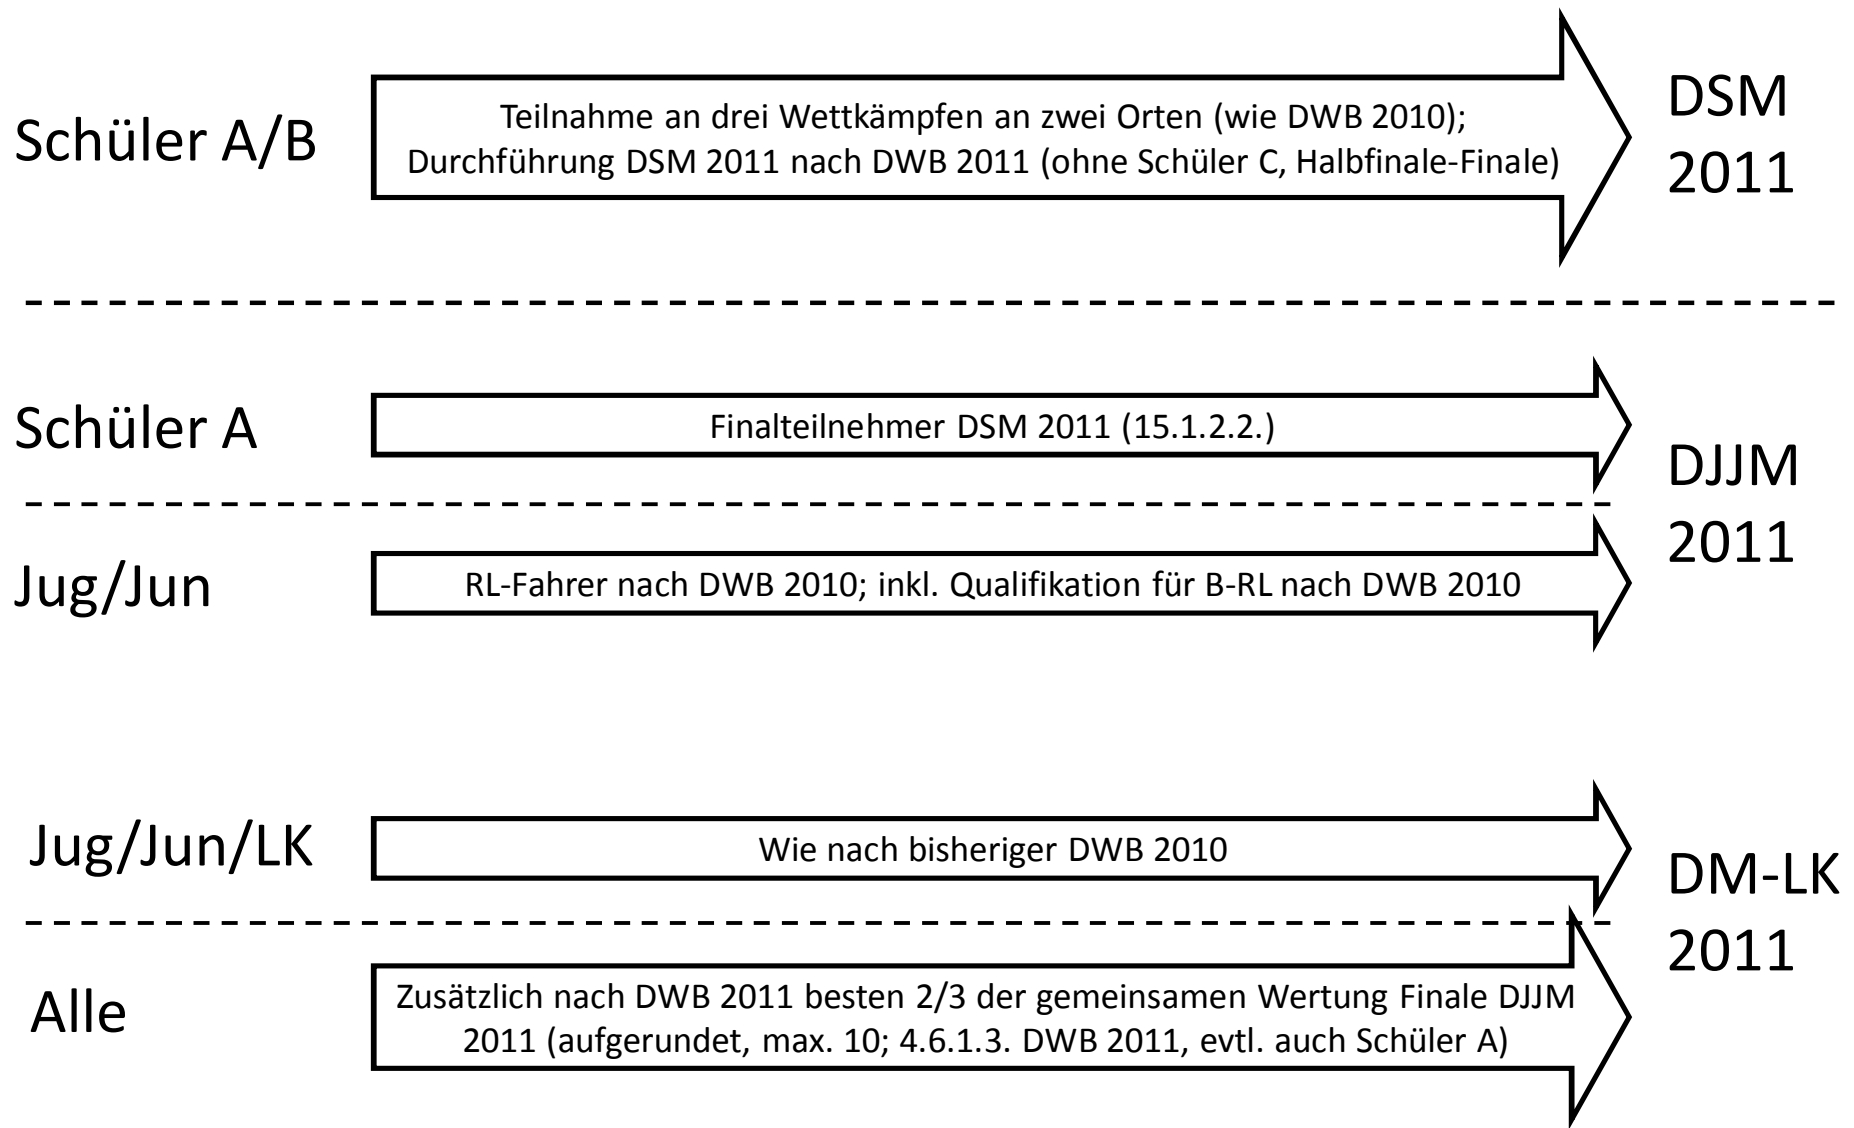 Schüler A/B
Teilnahme an drei Wettkämpfen an zwei Orten (wie DWB 2010);
Durchführung DSM 2011 nach DWB 2011 (ohne Schüler C, Halbfinale-Finale)
DSM
2011
Schüler A
Finalteilnehmer DSM 2011 (15.1.2.2.)
DJJM
2011
Jug/Jun
RL-Fahrer nach DWB 2010; inkl. Qualifikation für B-RL nach DWB 2010
Jug/Jun/LK
Wie nach bisheriger DWB 2010
DM-LK
2011
Alle
Zusätzlich nach DWB 2011 besten 2/3 der gemeinsamen Wertung Finale DJJM
2011 (aufgerundet, max. 10; 4.6.1.3. DWB 2011, evtl. auch Schüler A)